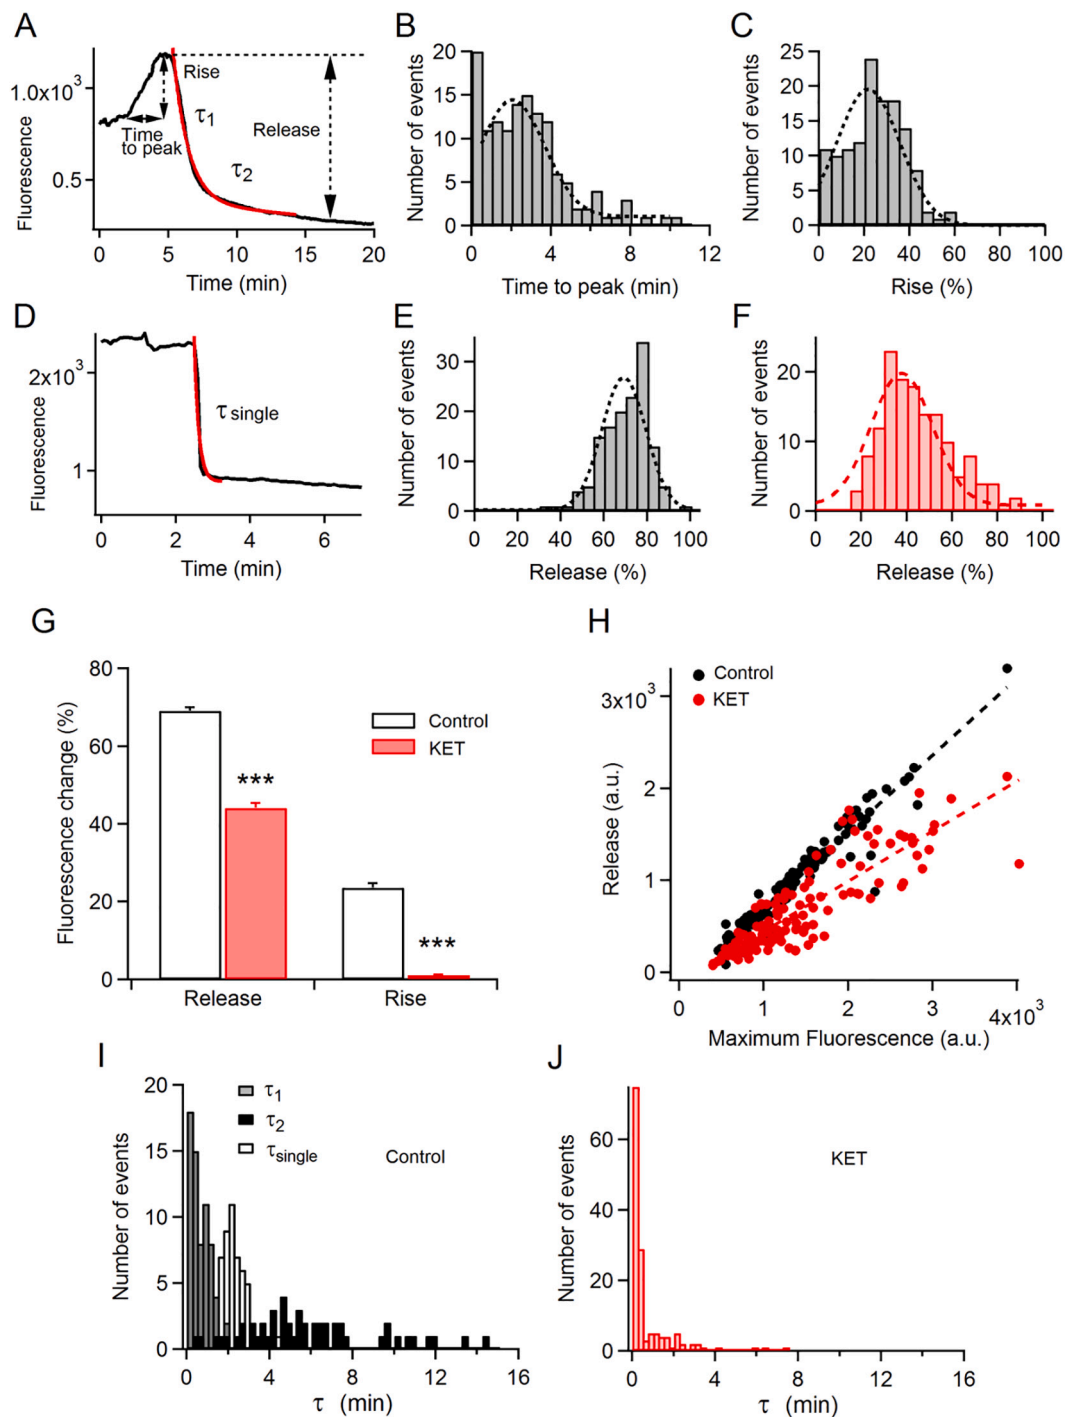 A
1.0x10³
0.5
Fluorescence
0
5
10
15
20
Time (min)
Rise
Time
to peak
τ1
τ2
Release
B
20
15
10
5
0
Number of events
0
4
8
12
Time to peak (min)
C
25
20
15
10
5
0
Number of events
0
20
40
60
80
100
Rise (%)
D
2x10³
1
Fluorescence
0
2
4
6
Time (min)
τ single
E
30
20
10
0
Number of events
0
20
40
60
80
100
Release (%)
F
20
10
0
Number of events
0
20
40
60
80
100
Release (%)
G
80
60
40
20
0
Fluorescence change (%)
Control
KET
***
***
Release
Rise
H
Control
KET
3x10³
2
1
0
Release (a.u.)
0
1
2
3
4x10³
Maximum Fluorescence (a.u.)
I
20
15
10
5
0
Number of events
τ1
τ2
τsingle
Control
0
4
8
12
16
τ (min)
J
60
40
20
0
Number of events
KET
0
4
8
12
16
τ (min)